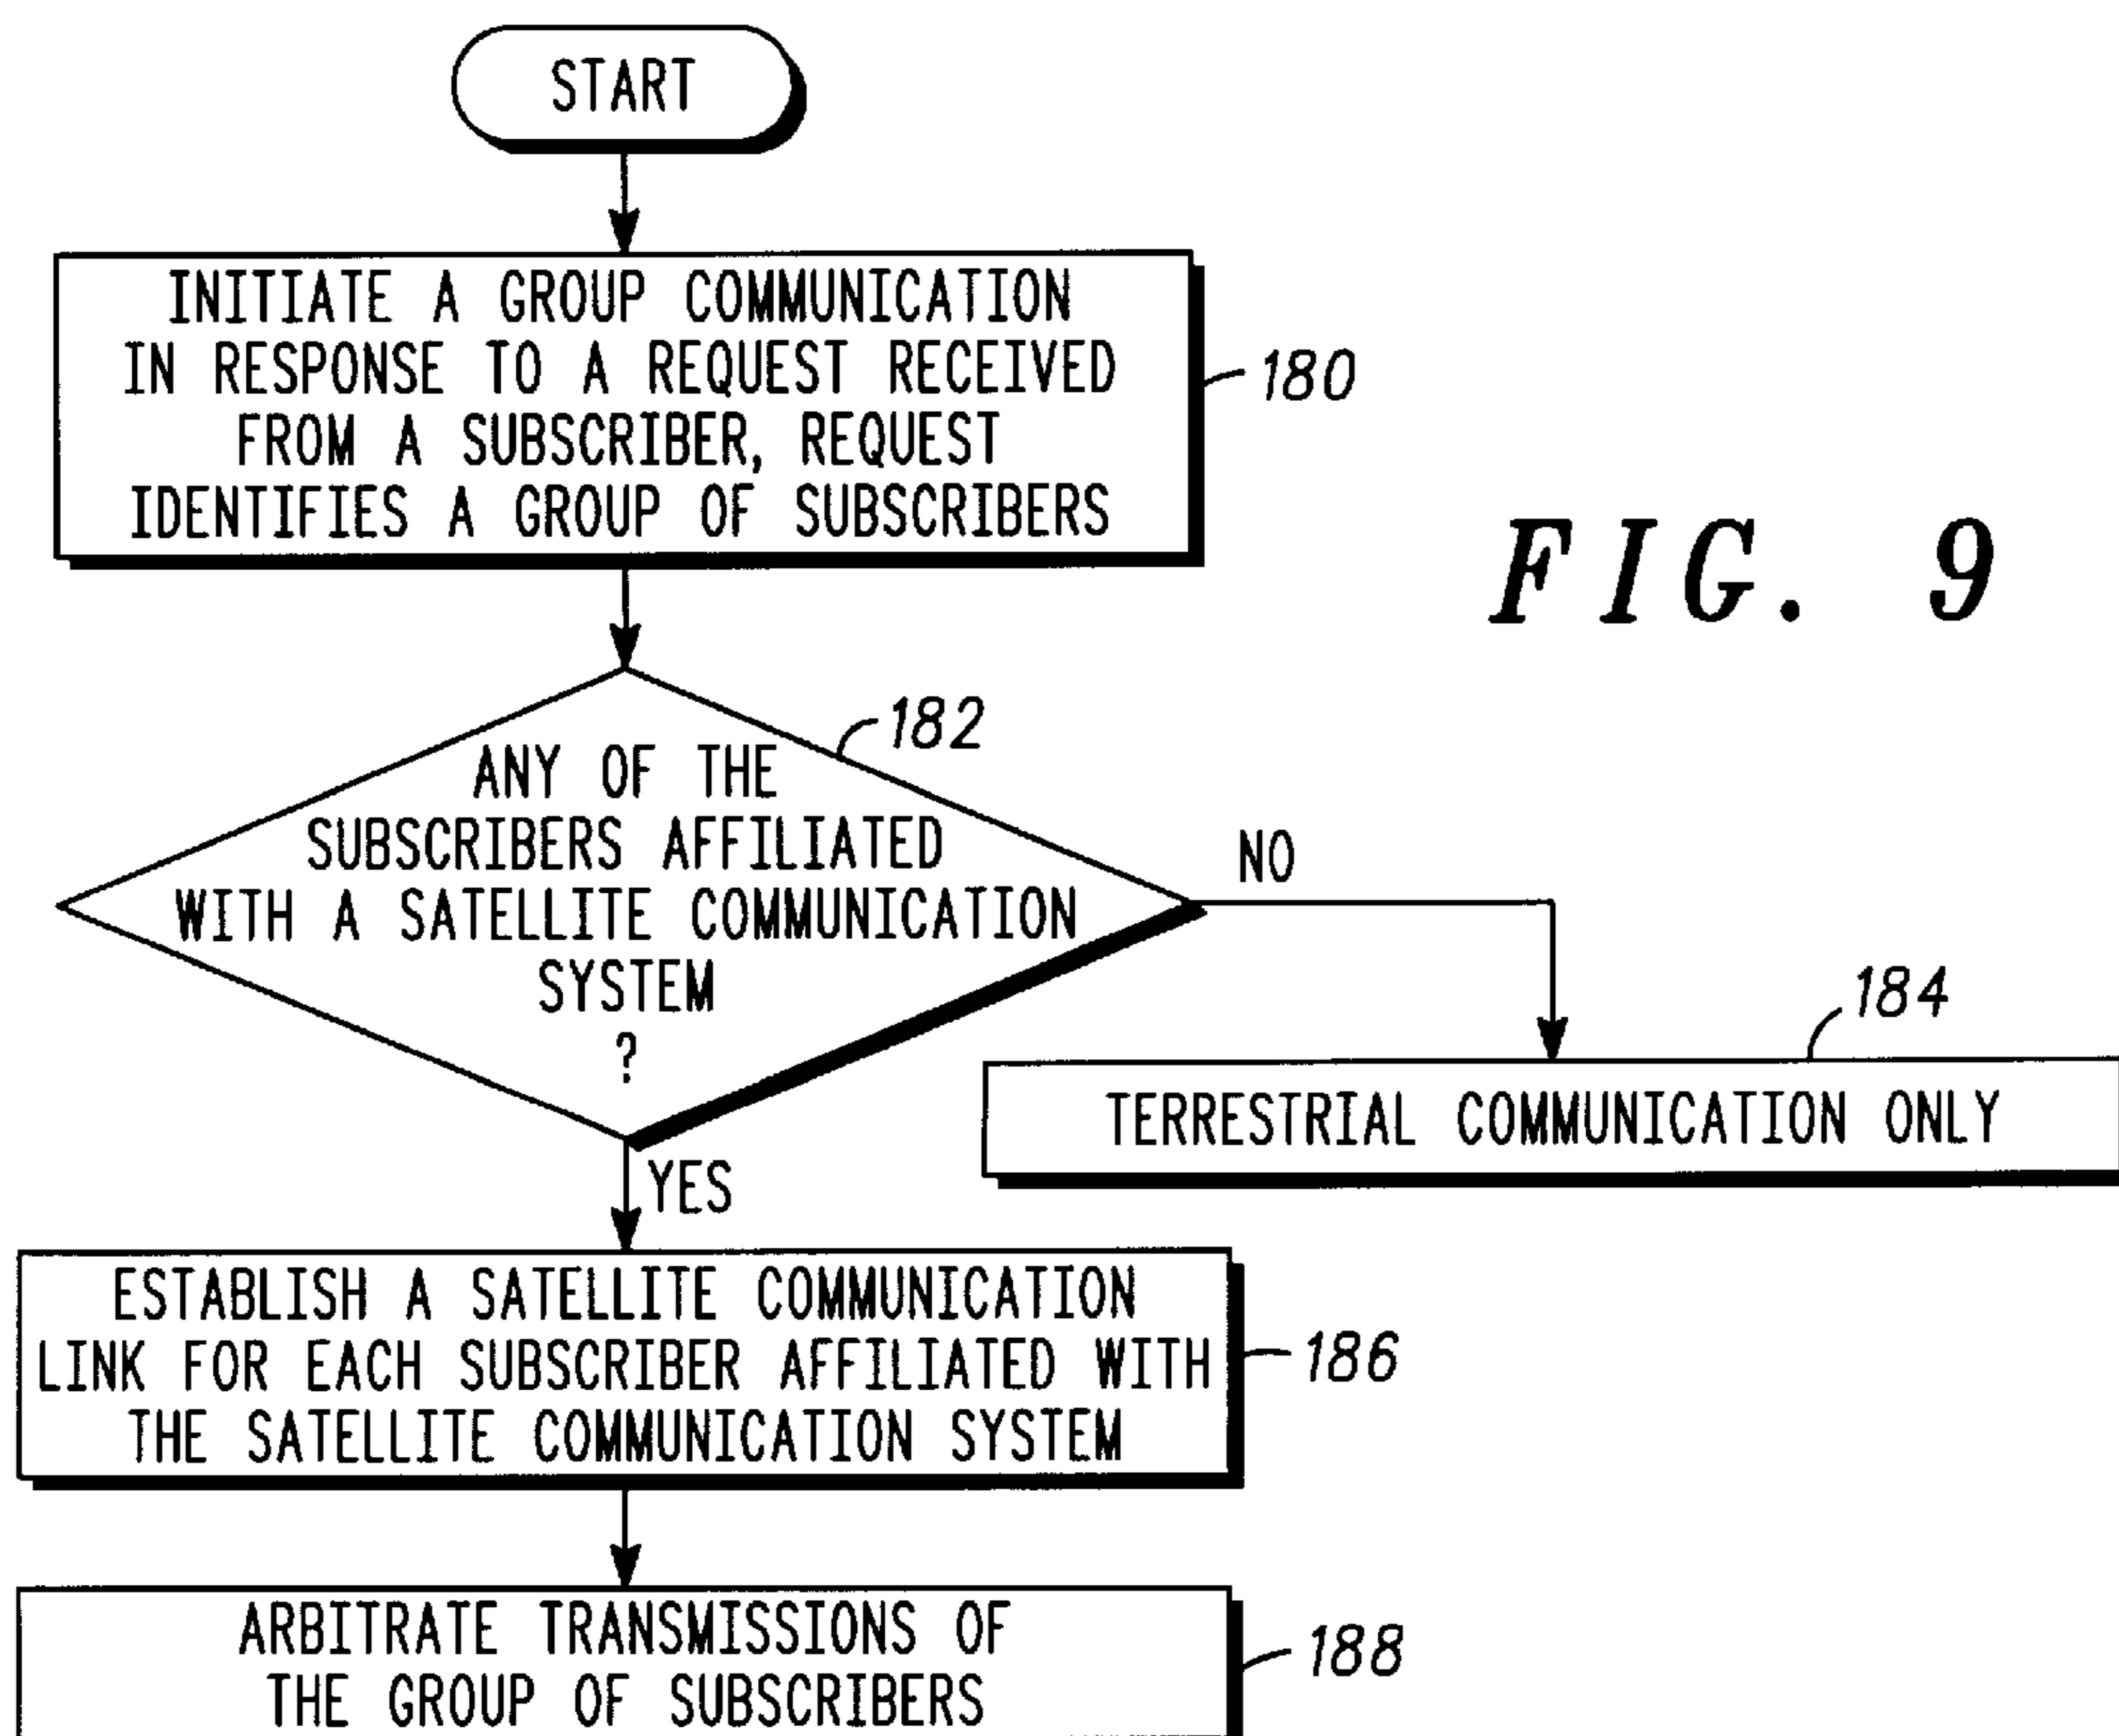 START
INITIATE A GROUP COMMUNICATION
IN RESPONSE TO A REQUEST RECEIVED
FROM A SUBSCRIBER, REQUEST
IDENTIFIES A GROUP OF SUBSCRIBERS
180
FIG. 9
182
ANY OF THE
SUBSCRIBERS AFFILIATED
WITH A SATELLITE COMMUNICATION
SYSTEM
?
NO
184
TERRESTRIAL COMMUNICATION ONLY
YES
ESTABLISH A SATELLITE COMMUNICATION
LINK FOR EACH SUBSCRIBER AFFILIATED WITH
THE SATELLITE COMMUNICATION SYSTEM
186
ARBITRATE TRANSMISSIONS OF
THE GROUP OF SUBSCRIBERS
188